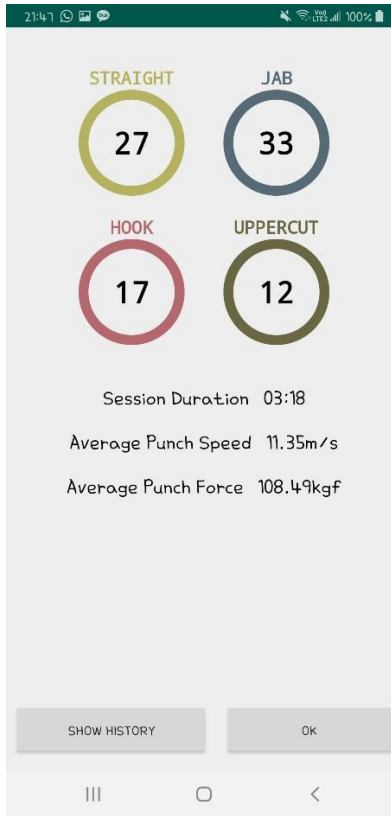 21:47 100%
STRAIGHT JAB
27 33
HOOK UPPERCUT
17 12
Session Duration 03:18
Average Punch Speed 11.35m/s
Average Punch Force 108.49kgf
SHOW HISTORY OK